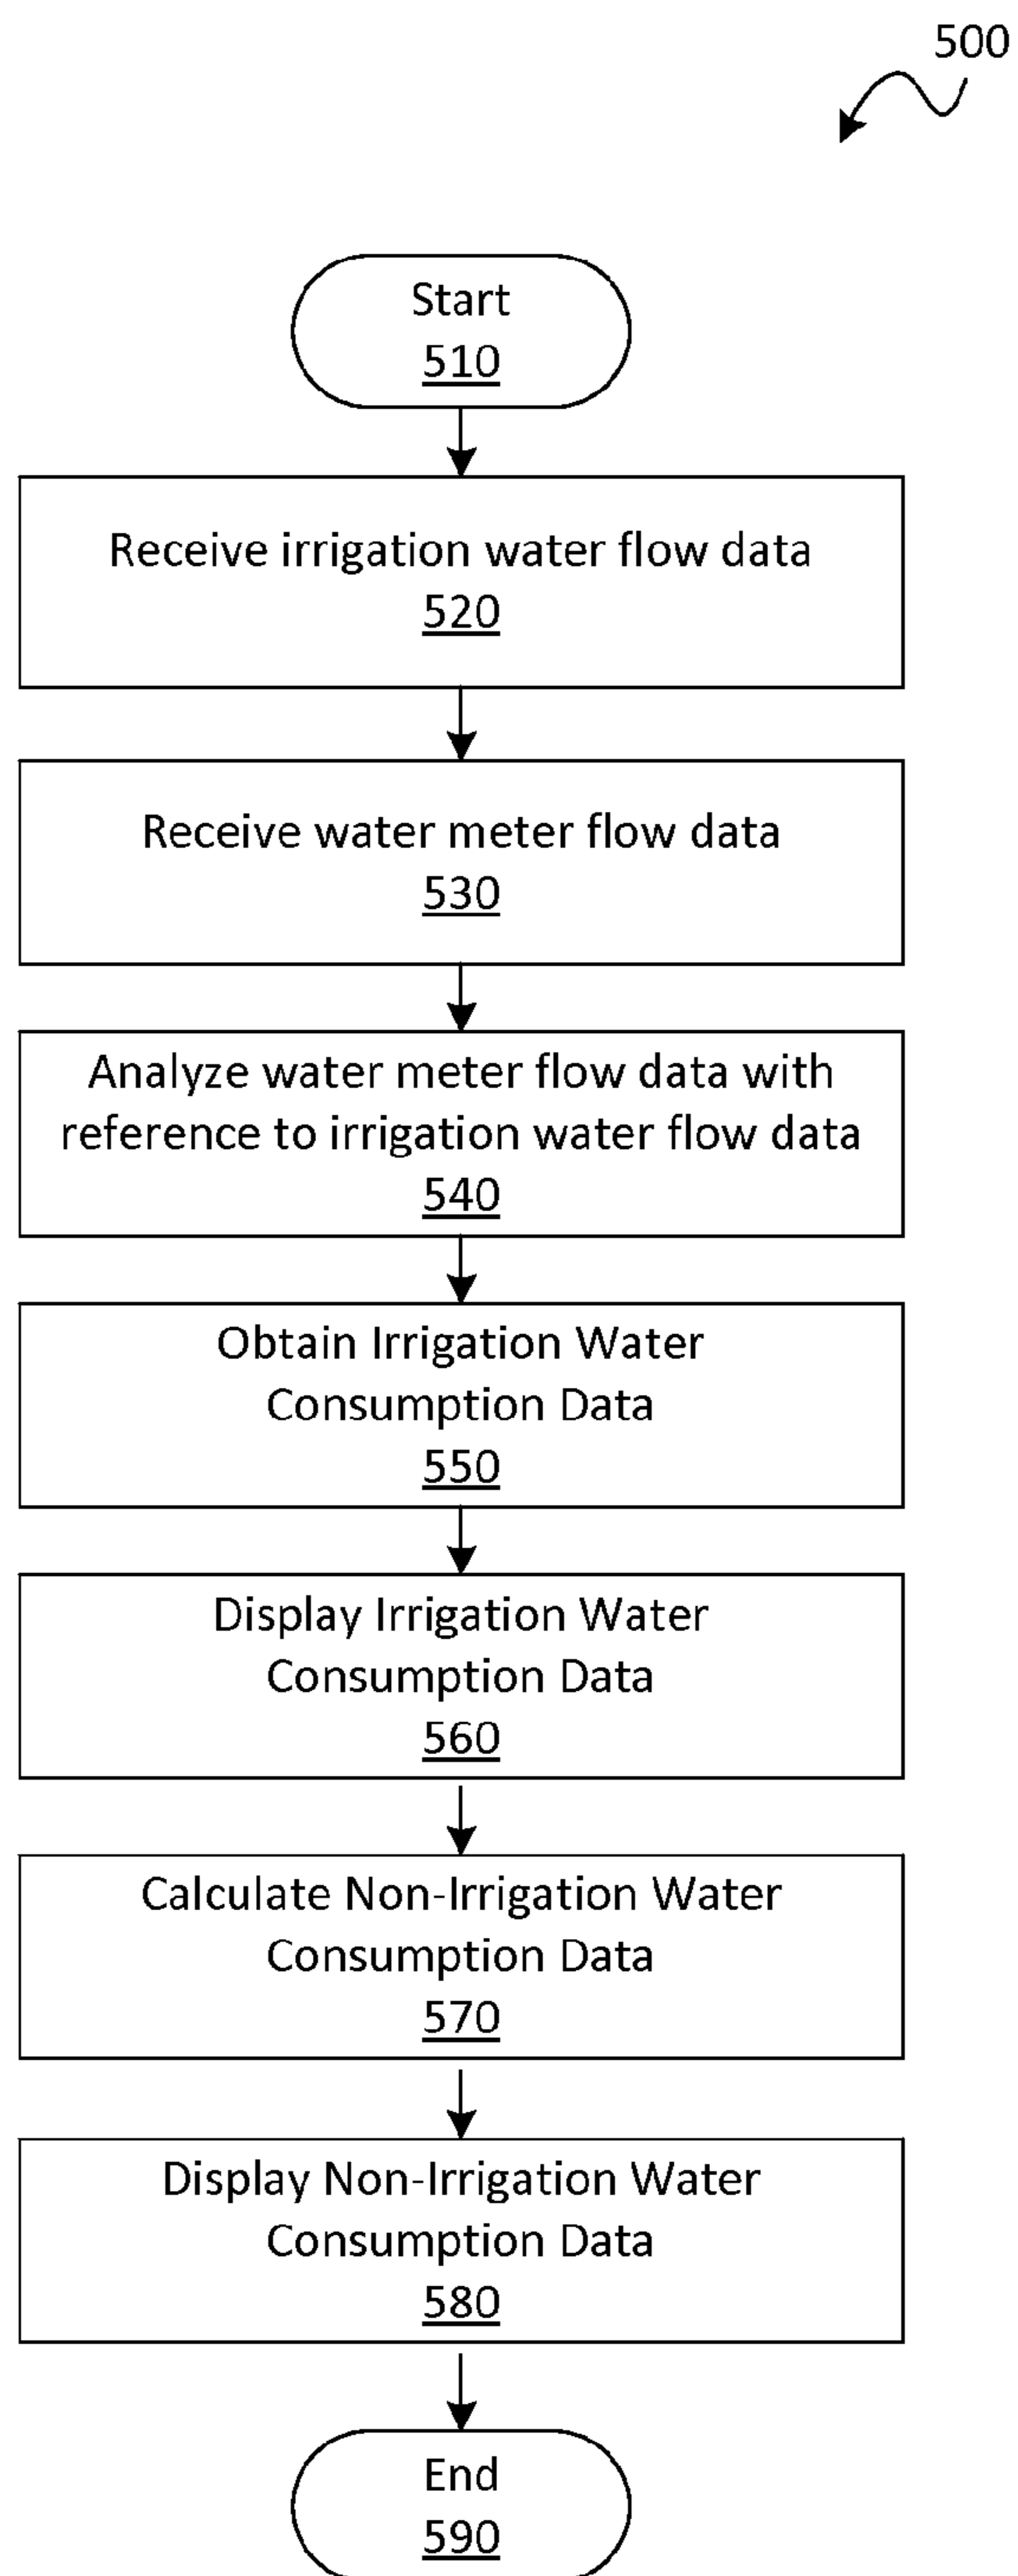 500
Start
510
Receive irrigation water flow data
520
Receive water meter flow data
530
Analyze water meter flow data with
reference to irrigation water flow data
540
Obtain Irrigation Water
Consumption Data
550
Display Irrigation Water
Consumption Data
560
Calculate Non-Irrigation Water
Consumption Data
570
Display Non-Irrigation Water
Consumption Data
580
End
590